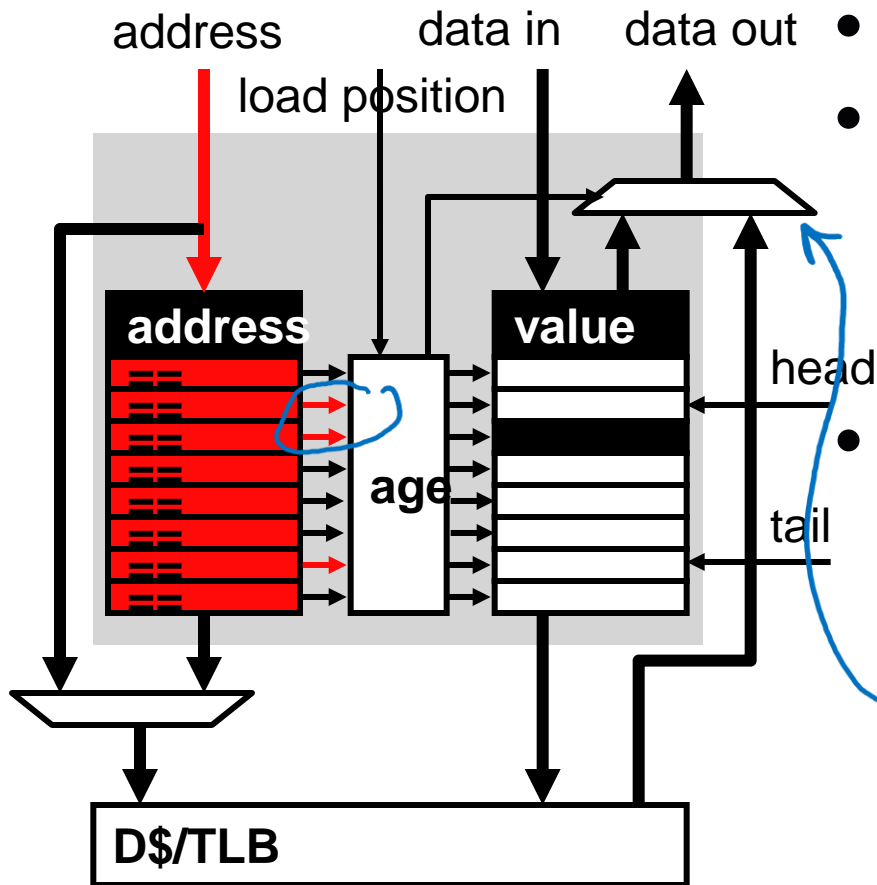 address data in data out •
load position •
address value
== head
==
== •
== age
==
== tail
==
==
D$/TLB